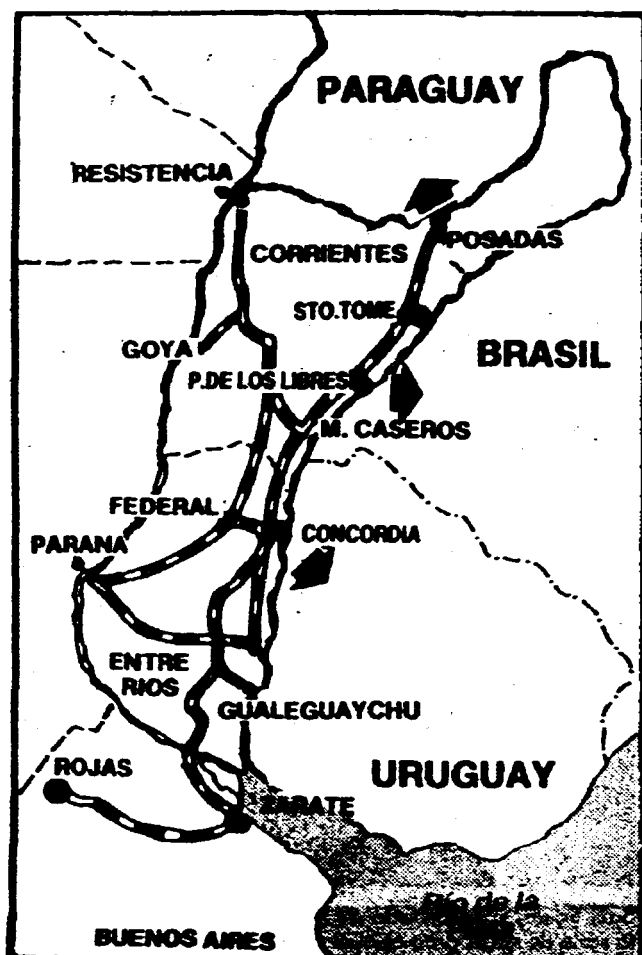 PARAGUAY
RESISTENCIA
CORRIENTES
POSADAS
STO.TOME
GOYA
BRASIL
P.DE LOS LIBRES
M. CASEROS
FEDERAL
CONCORDIA
PARANA
ENTRE
RIOS
GUALEGUAYCHU
ROJAS
URUGUAY
ZARATE
Río de la
BUENOS AIRES